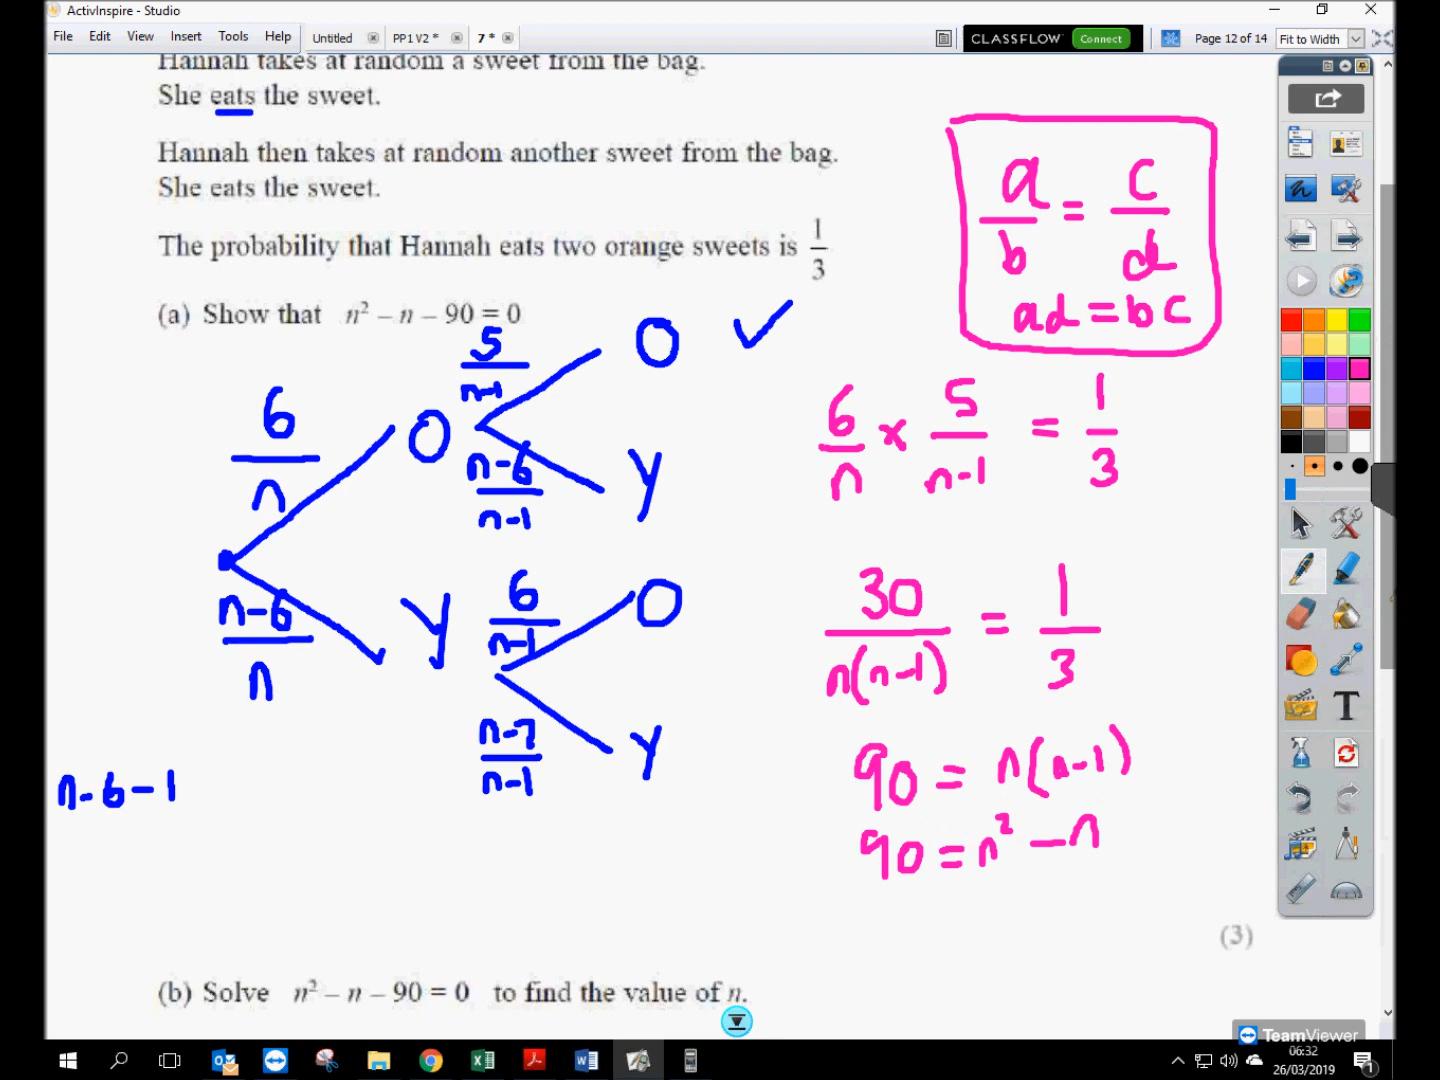 ActivInspire - Studio
File Edit View Insert Tools Help Untitled PP1 V2 * 7 * CLASSFLOW Connect Page 12 of 14 Fit to Width
Hannah takes at random a sweet from the bag.
She eats the sweet.
Hannah then takes at random another sweet from the bag.
She eats the sweet.
The probability that Hannah eats two orange sweets is 1/3
(a) Show that n² – n – 90 = 0
a/b = c/d
ad = bc
6/n
O
5/n-1
O
n-6/n-1
y
n-6/n
y
6/n-1
O
n-7/n-1
y
n-6-1
6/n × 5/n-1 = 1/3
30/n(n-1) = 1/3
90 = n(n-1)
90 = n² - n
(3)
(b) Solve n² – n – 90 = 0 to find the value of n.
TeamViewer
06:32
26/03/2019